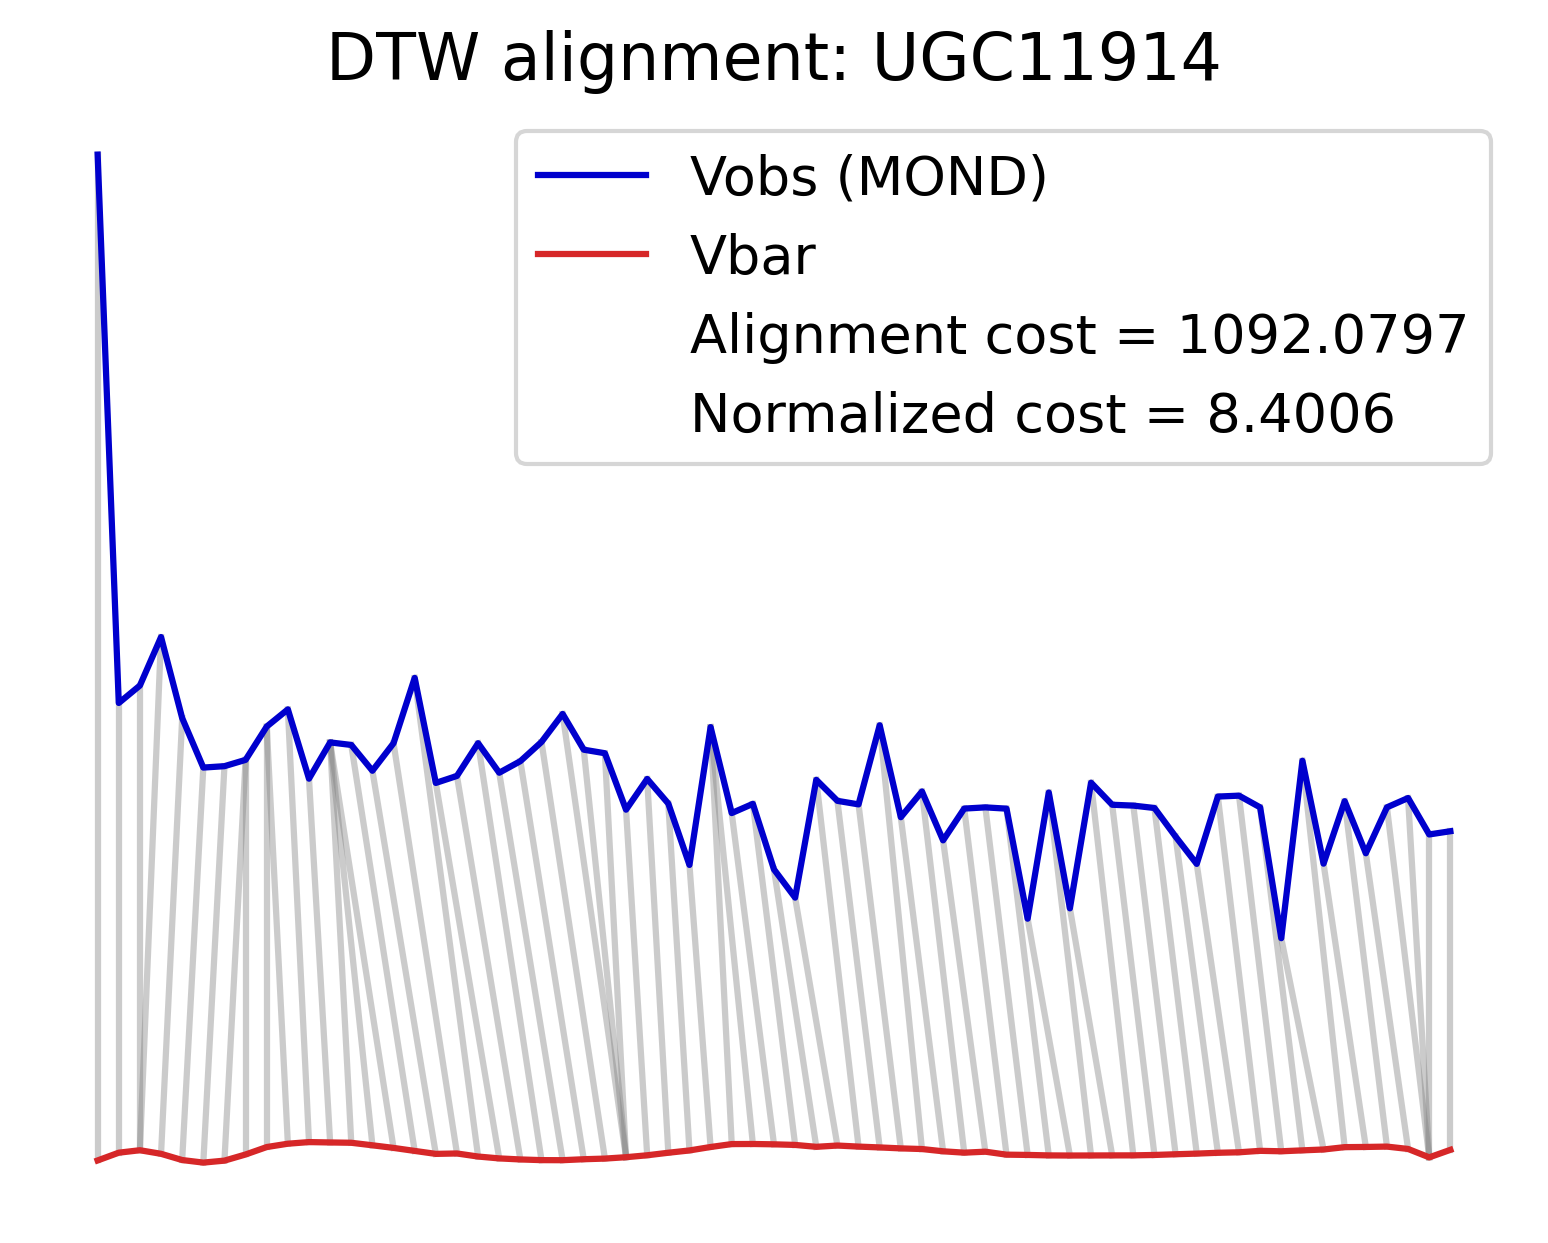 DTW alignment: UGC11914
Vobs (MOND)
Vbar
Alignment cost = 1092.0797
Normalized cost = 8.4006